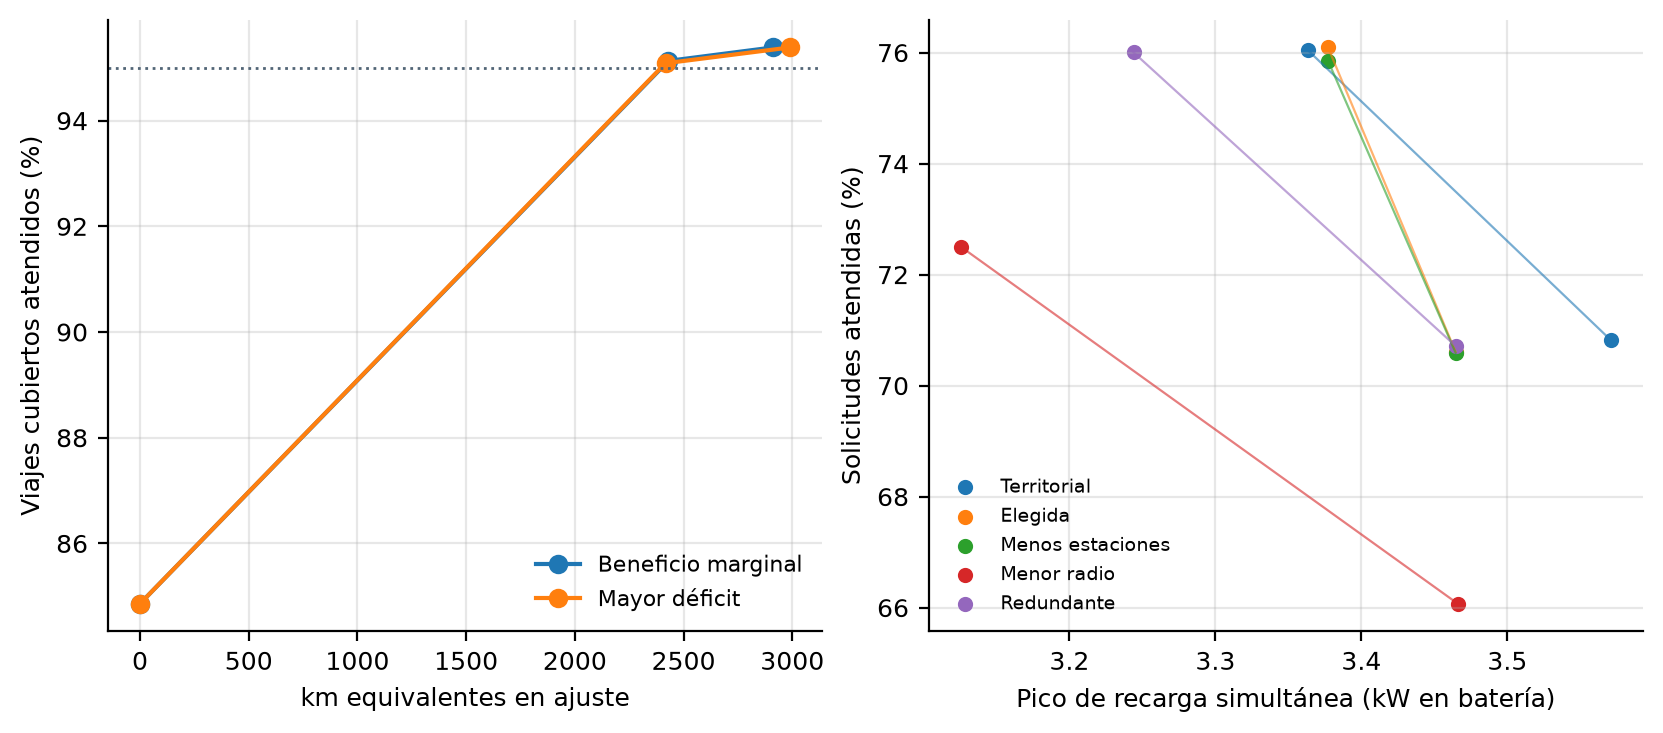 Viajes cubiertos atendidos (%)
94
92
90
88
86
0 500 1000 1500 2000 2500 3000
km equivalentes en ajuste
Beneficio marginal
Mayor déficit
Solicitudes atendidas (%)
76
74
72
70
68
66
3.2 3.3 3.4 3.5
Pico de recarga simultánea (kW en batería)
Territorial
Elegida
Menos estaciones
Menor radio
Redundante